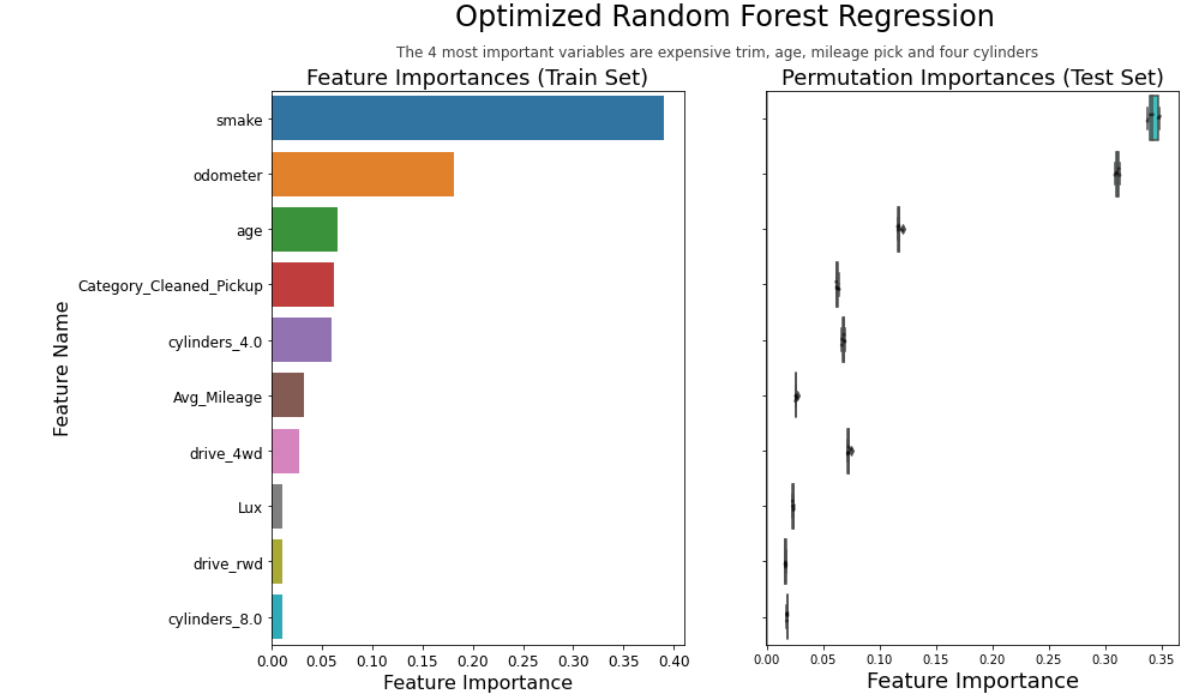 Optimized Random Forest Regression
The 4 most important variables are expensive trim, age, mileage pick and four cylinders
Feature Importances (Train Set)
Permutation Importances (Test Set)
Feature Name
smake
odometer
age
Category_Cleaned_Pickup
cylinders_4.0
Avg_Mileage
drive_4wd
Lux
drive_rwd
cylinders_8.0
0.00 0.05 0.10 0.15 0.20 0.25 0.30 0.35 0.40
Feature Importance
0.00 0.05 0.10 0.15 0.20 0.25 0.30 0.35
Feature Importance